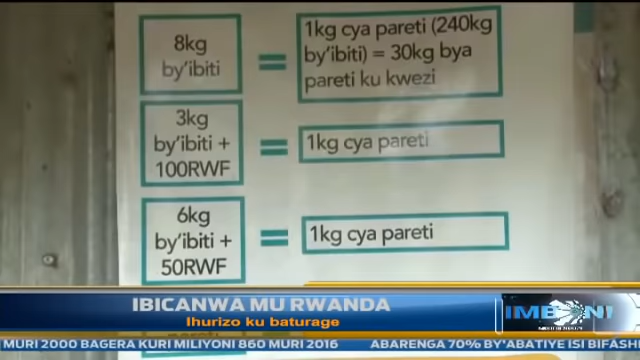 8kg
by'ibiti
=
1kg cya pareti (240kg
by'ibiti) = 30kg bya
pareti ku kwezi
3kg
by'ibiti +
100RWF
=
1kg cya pareti
6kg
by'ibiti +
50RWF
=
1kg cya pareti
IBICANWA MU RWANDA
Ihurizo ku baturage
IMBONI
MURI 2000 BAGERA KURI MILIYONI 860 MURI 2016 ABARENGA 70% BY'ABATIYE ISI BIFASH